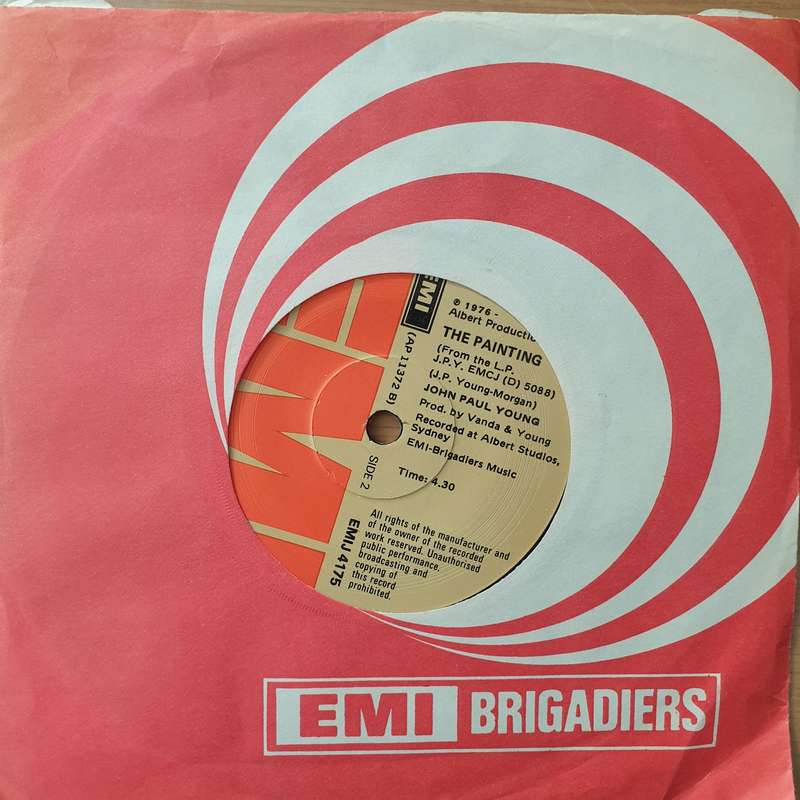 EMI
℗ 1976 -
Albert Productio
THE PAINTING
(From the L.P.
J.P.Y. EMCJ (D) 5088)
(J.P. Young-Morgan)
JOHN PAUL YOUNG
Prod. by Vanda & Young
Recorded at Albert Studios,
Sydney
EMI-Brigadiers Music
Time: 4.30
(AP 11372 B)
SIDE 2
EMIJ 4175
All rights of the manufacturer and
of the owner of the recorded
work reserved. Unauthorised
public performance.
broadcasting and
copying of
this record
prohibited.
EMI BRIGADIERS